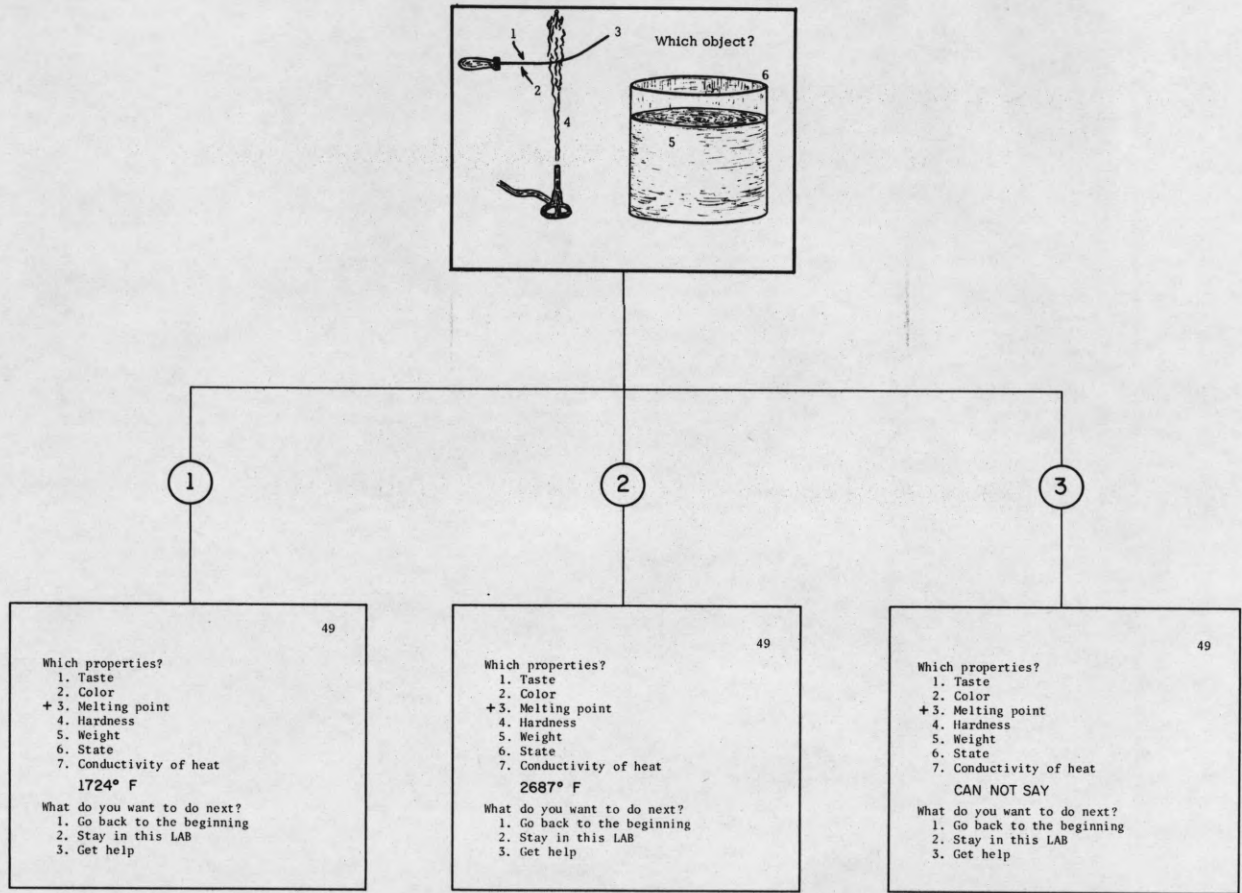 1
3
Which object?
2
6
4
5
1
2
3
49
Which properties?
1. Taste
2. Color
+ 3. Melting point
4. Hardness
5. Weight
6. State
7. Conductivity of heat
1724° F
What do you want to do next?
1. Go back to the beginning
2. Stay in this LAB
3. Get help
49
Which properties?
1. Taste
2. Color
+ 3. Melting point
4. Hardness
5. Weight
6. State
7. Conductivity of heat
2687° F
What do you want to do next?
1. Go back to the beginning
2. Stay in this LAB
3. Get help
49
Which properties?
1. Taste
2. Color
+ 3. Melting point
4. Hardness
5. Weight
6. State
7. Conductivity of heat
CAN NOT SAY
What do you want to do next?
1. Go back to the beginning
2. Stay in this LAB
3. Get help